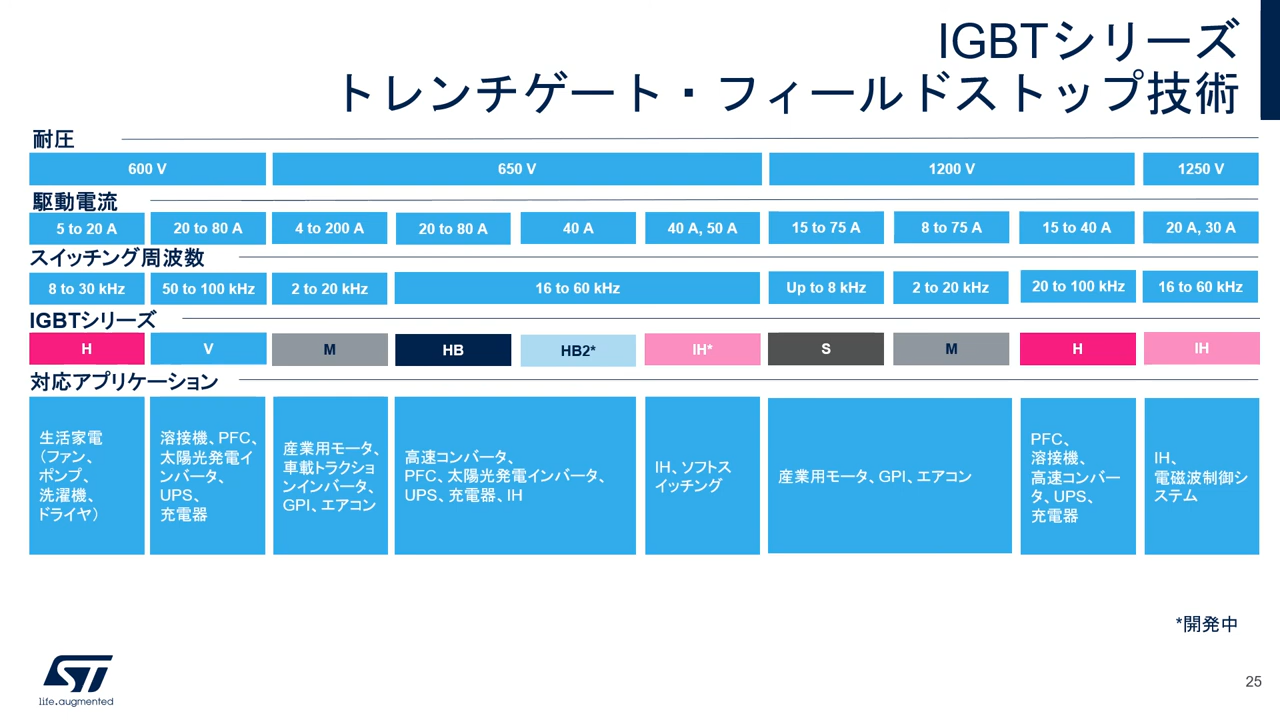 IGBTシリーズ
トレンチゲート・フィールドストップ技術
耐圧
600 V
650 V
1200 V
1250 V
駆動電流
5 to 20 A
20 to 80 A
4 to 200 A
20 to 80 A
40 A
40 A, 50 A
15 to 75 A
8 to 75 A
15 to 40 A
20 A, 30 A
スイッチング周波数
8 to 30 kHz
50 to 100 kHz
2 to 20 kHz
16 to 60 kHz
Up to 8 kHz
2 to 20 kHz
20 to 100 kHz
16 to 60 kHz
IGBTシリーズ
H
V
M
HB
HB2*
IH*
S
M
H
IH
対応アプリケーション
生活家電
（ファン、
ポンプ、
洗濯機、
ドライヤ）
溶接機、PFC、
太陽光発電イ
ンバータ、
UPS、
充電器
産業用モータ、
車載トラクショ
ンインバータ、
GPI、エアコン
高速コンバータ、
PFC、太陽光発電インバータ、
UPS、充電器、IH
IH、ソフトス
イッチング
産業用モータ、GPI、エアコン
PFC、
溶接機、
高速コンバー
タ、UPS、
充電器
IH、
電磁波制御シ
ステム
*開発中
ST
life.augmented
25